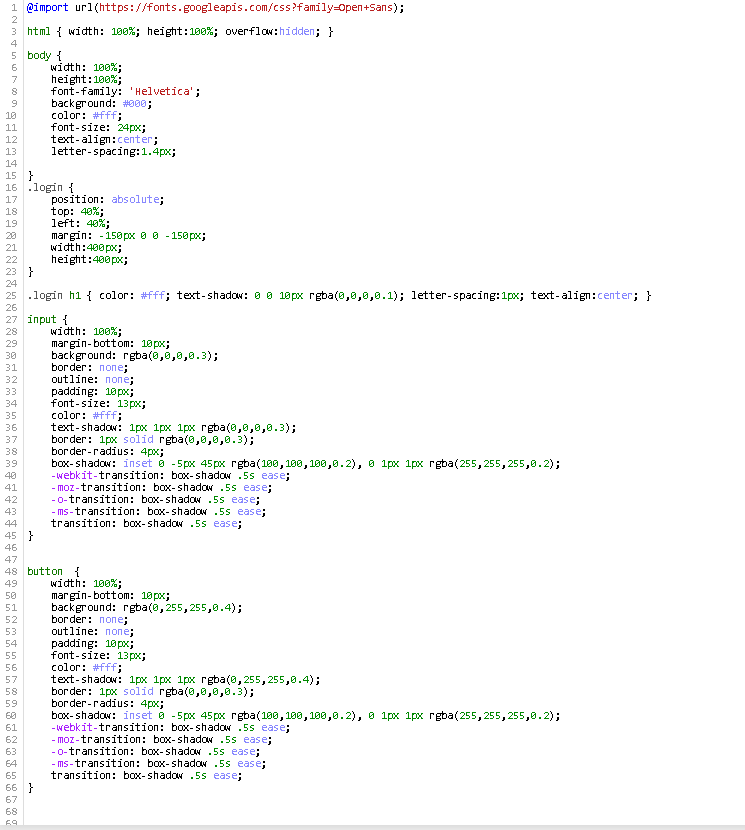 1 @import url(https://fonts.googleapis.com/css?family=Open+Sans);
2
3 html { width: 100%; height:100%; overflow:hidden; }
4
5 body {
6 width: 100%;
7 height:100%;
8 font-family: 'Helvetica';
9 background: #000;
10 color: #fff;
11 font-size: 24px;
12 text-align:center;
13 letter-spacing:1.4px;
14
15 }
16 .login {
17 position: absolute;
18 top: 40%;
19 left: 40%;
20 margin: -150px 0 0 -150px;
21 width:400px;
22 height:400px;
23 }
24
25 .login h1 { color: #fff; text-shadow: 0 0 10px rgba(0,0,0,0.1); letter-spacing:1px; text-align:center; }
26
27 input {
28 width: 100%;
29 margin-bottom: 10px;
30 background: rgba(0,0,0,0.3);
31 border: none;
32 outline: none;
33 padding: 10px;
34 font-size: 13px;
35 color: #fff;
36 text-shadow: 1px 1px 1px rgba(0,0,0,0.3);
37 border: 1px solid rgba(0,0,0,0.3);
38 border-radius: 4px;
39 box-shadow: inset 0 -5px 45px rgba(100,100,100,0.2), 0 1px 1px rgba(255,255,255,0.2);
40 -webkit-transition: box-shadow .5s ease;
41 -moz-transition: box-shadow .5s ease;
42 -o-transition: box-shadow .5s ease;
43 -ms-transition: box-shadow .5s ease;
44 transition: box-shadow .5s ease;
45 }
46
47
48 button  {
49 width: 100%;
50 margin-bottom: 10px;
51 background: rgba(0,255,255,0.4);
52 border: none;
53 outline: none;
54 padding: 10px;
55 font-size: 13px;
56 color: #fff;
57 text-shadow: 1px 1px 1px rgba(0,255,255,0.4);
58 border: 1px solid rgba(0,0,0,0.3);
59 border-radius: 4px;
60 box-shadow: inset 0 -5px 45px rgba(100,100,100,0.2), 0 1px 1px rgba(255,255,255,0.2);
61 -webkit-transition: box-shadow .5s ease;
62 -moz-transition: box-shadow .5s ease;
63 -o-transition: box-shadow .5s ease;
64 -ms-transition: box-shadow .5s ease;
65 transition: box-shadow .5s ease;
66 }
67
68
69